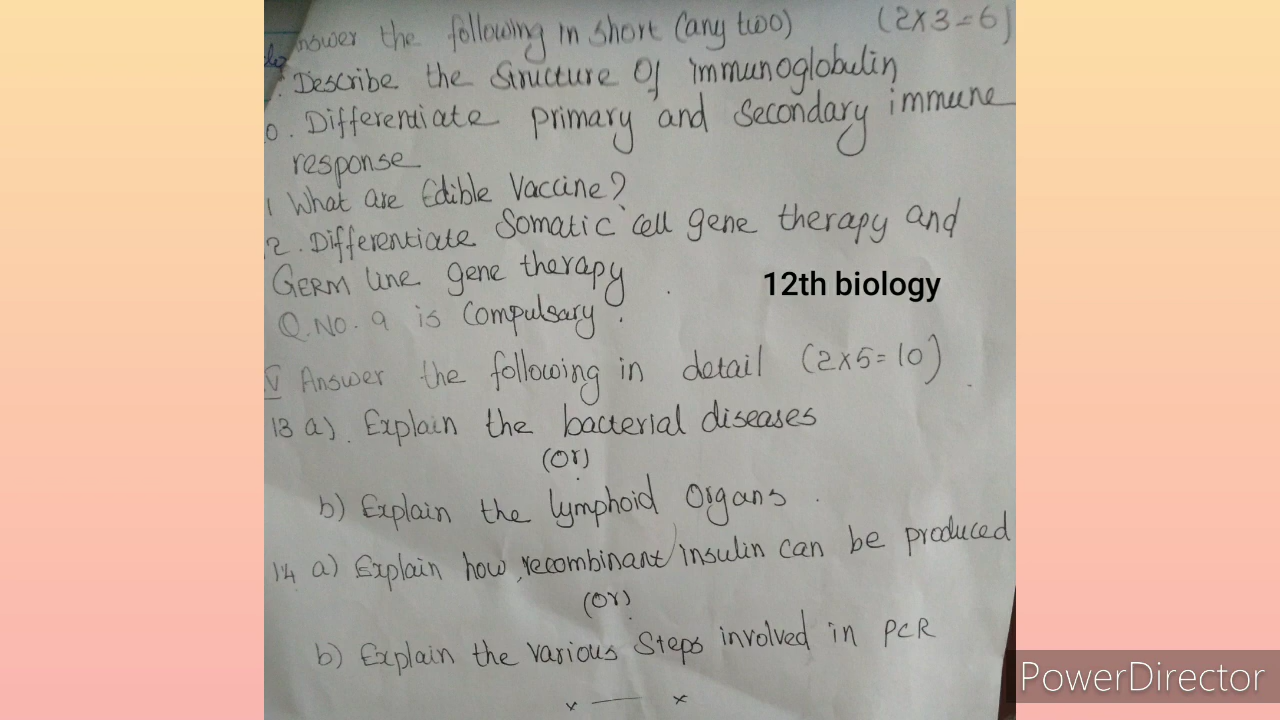 nswer the following in short (any two) (2x3=6)
. Describe the Structure Of immunoglobulin
0. Differentiate primary and Secondary immune
response
1 What are Edible Vaccine?
2. Differentiate Somatic cell gene therapy and
GERM line gene therapy
Q.NO. 9 is Compulsary.
12th biology
V Answer the following in detail (2x5=10)
13 a). Explain the bacterial diseases
(Or)
b) Explain the lymphoid Organs.
14 a) Explain how recombinant insulin can be produced
(Or)
b) Explain the various Steps involved in PCR
x — x
PowerDirector